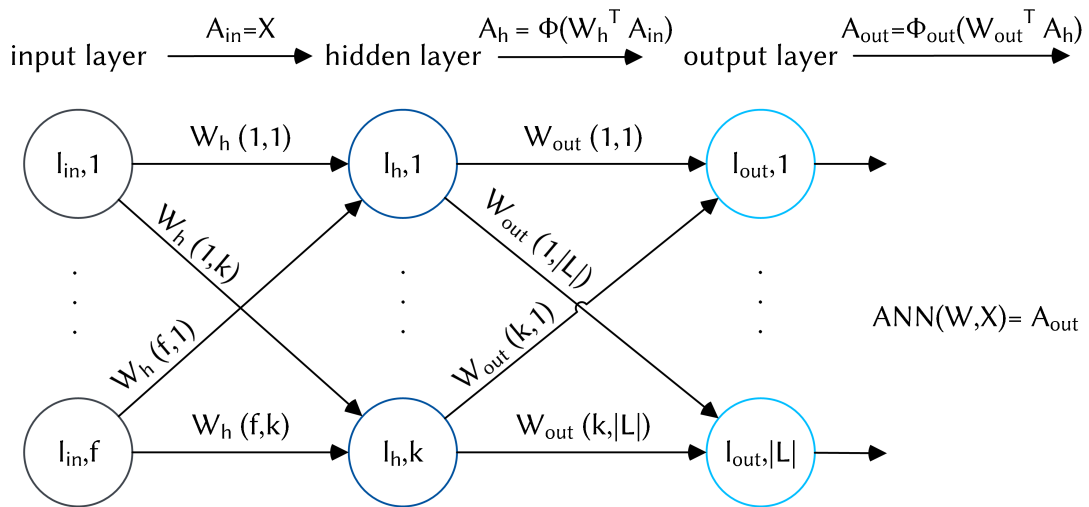 input layer
A_in=X
hidden layer
A_h = Φ(W_h^T A_in)
output layer
A_out=Φ_out(W_out^T A_h)
l_in,1
W_h (1,1)
l_h,1
W_out (1,1)
l_out,1
W_h (1,k)
W_out (1,|L|)
W_h (f,1)
W_out (k,1)
ANN(W,X)= A_out
l_in,f
W_h (f,k)
l_h,k
W_out (k,|L|)
l_out,|L|